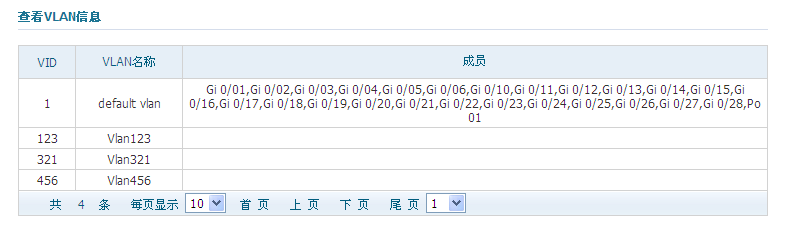 查看VLAN信息
VID VLAN名称 成员
1 default vlan Gi 0/01,Gi 0/02,Gi 0/03,Gi 0/04,Gi 0/05,Gi 0/06,Gi 0/10,Gi 0/11,Gi 0/12,Gi 0/13,Gi 0/14,Gi 0/15,Gi
0/16,Gi 0/17,Gi 0/18,Gi 0/19,Gi 0/20,Gi 0/21,Gi 0/22,Gi 0/23,Gi 0/24,Gi 0/25,Gi 0/26,Gi 0/27,Gi 0/28,Po
01
123 Vlan123
321 Vlan321
456 Vlan456
共 4 条 每页显示 10 首 页 上 页 下 页 尾 页 1